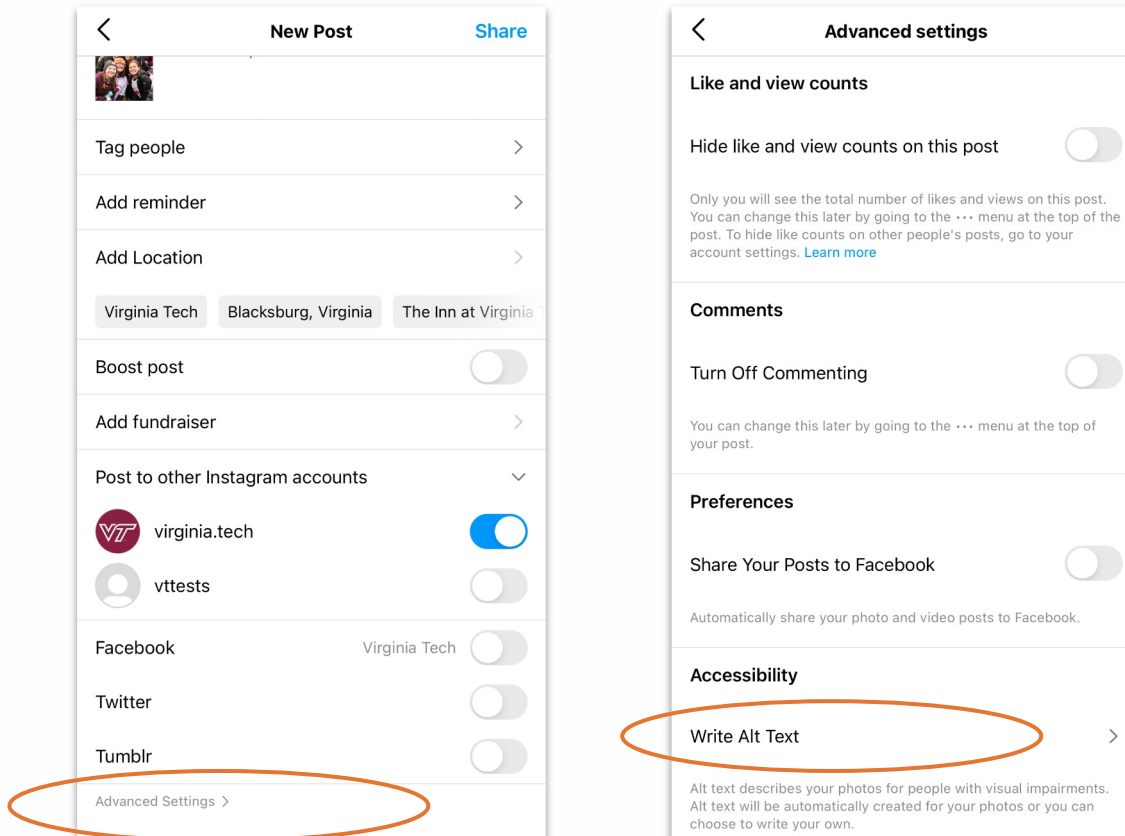 New Post
Share
Tag people
Add reminder
Add Location
Virginia Tech
Blacksburg, Virginia
The Inn at Virginia
Boost post
Add fundraiser
Post to other Instagram accounts
VT
virginia.tech
vttests
Facebook
Virginia Tech
Twitter
Tumblr
Advanced Settings >
Advanced settings
Like and view counts
Hide like and view counts on this post
Only you will see the total number of likes and views on this post.
You can change this later by going to the ••• menu at the top of the
post. To hide like counts on other people's posts, go to your
account settings. Learn more
Comments
Turn Off Commenting
You can change this later by going to the ••• menu at the top of
your post.
Preferences
Share Your Posts to Facebook
Automatically share your photo and video posts to Facebook.
Accessibility
Write Alt Text
Alt text describes your photos for people with visual impairments.
Alt text will be automatically created for your photos or you can
choose to write your own.